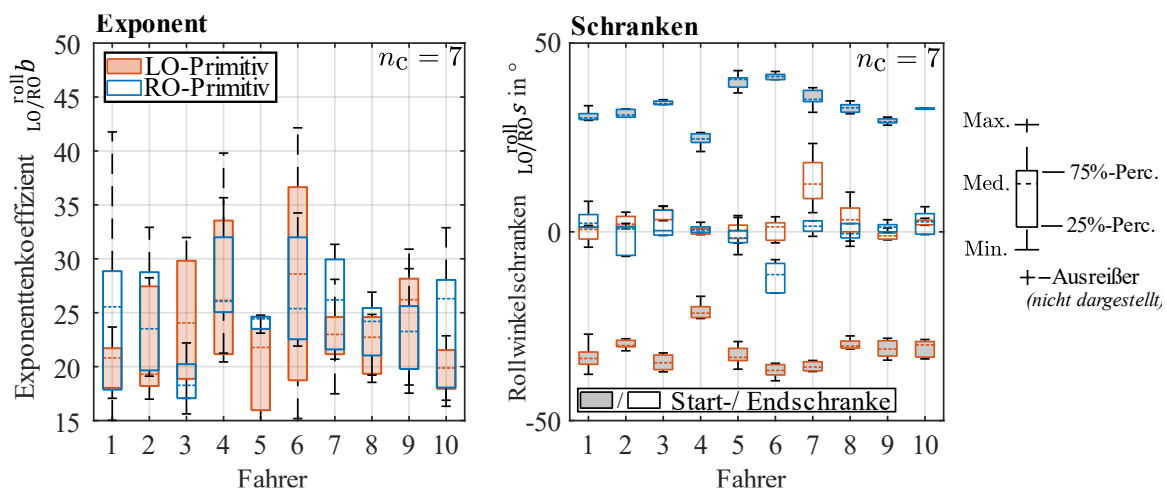 Exponent
Exponenttenkoeffizient roll LO/RO b
50
45
40
35
30
25
20
15
LO-Primitiv
RO-Primitiv
n_c = 7
1 2 3 4 5 6 7 8 9 10
Fahrer
Schranken
Rollwinkelschranken roll LO/RO s in °
50
0
-50
n_c = 7
/ Start-/ Endschranke
1 2 3 4 5 6 7 8 9 10
Fahrer
Max.
75%-Perc.
Med.
25%-Perc.
Min.
Ausreißer
(nicht dargestellt)